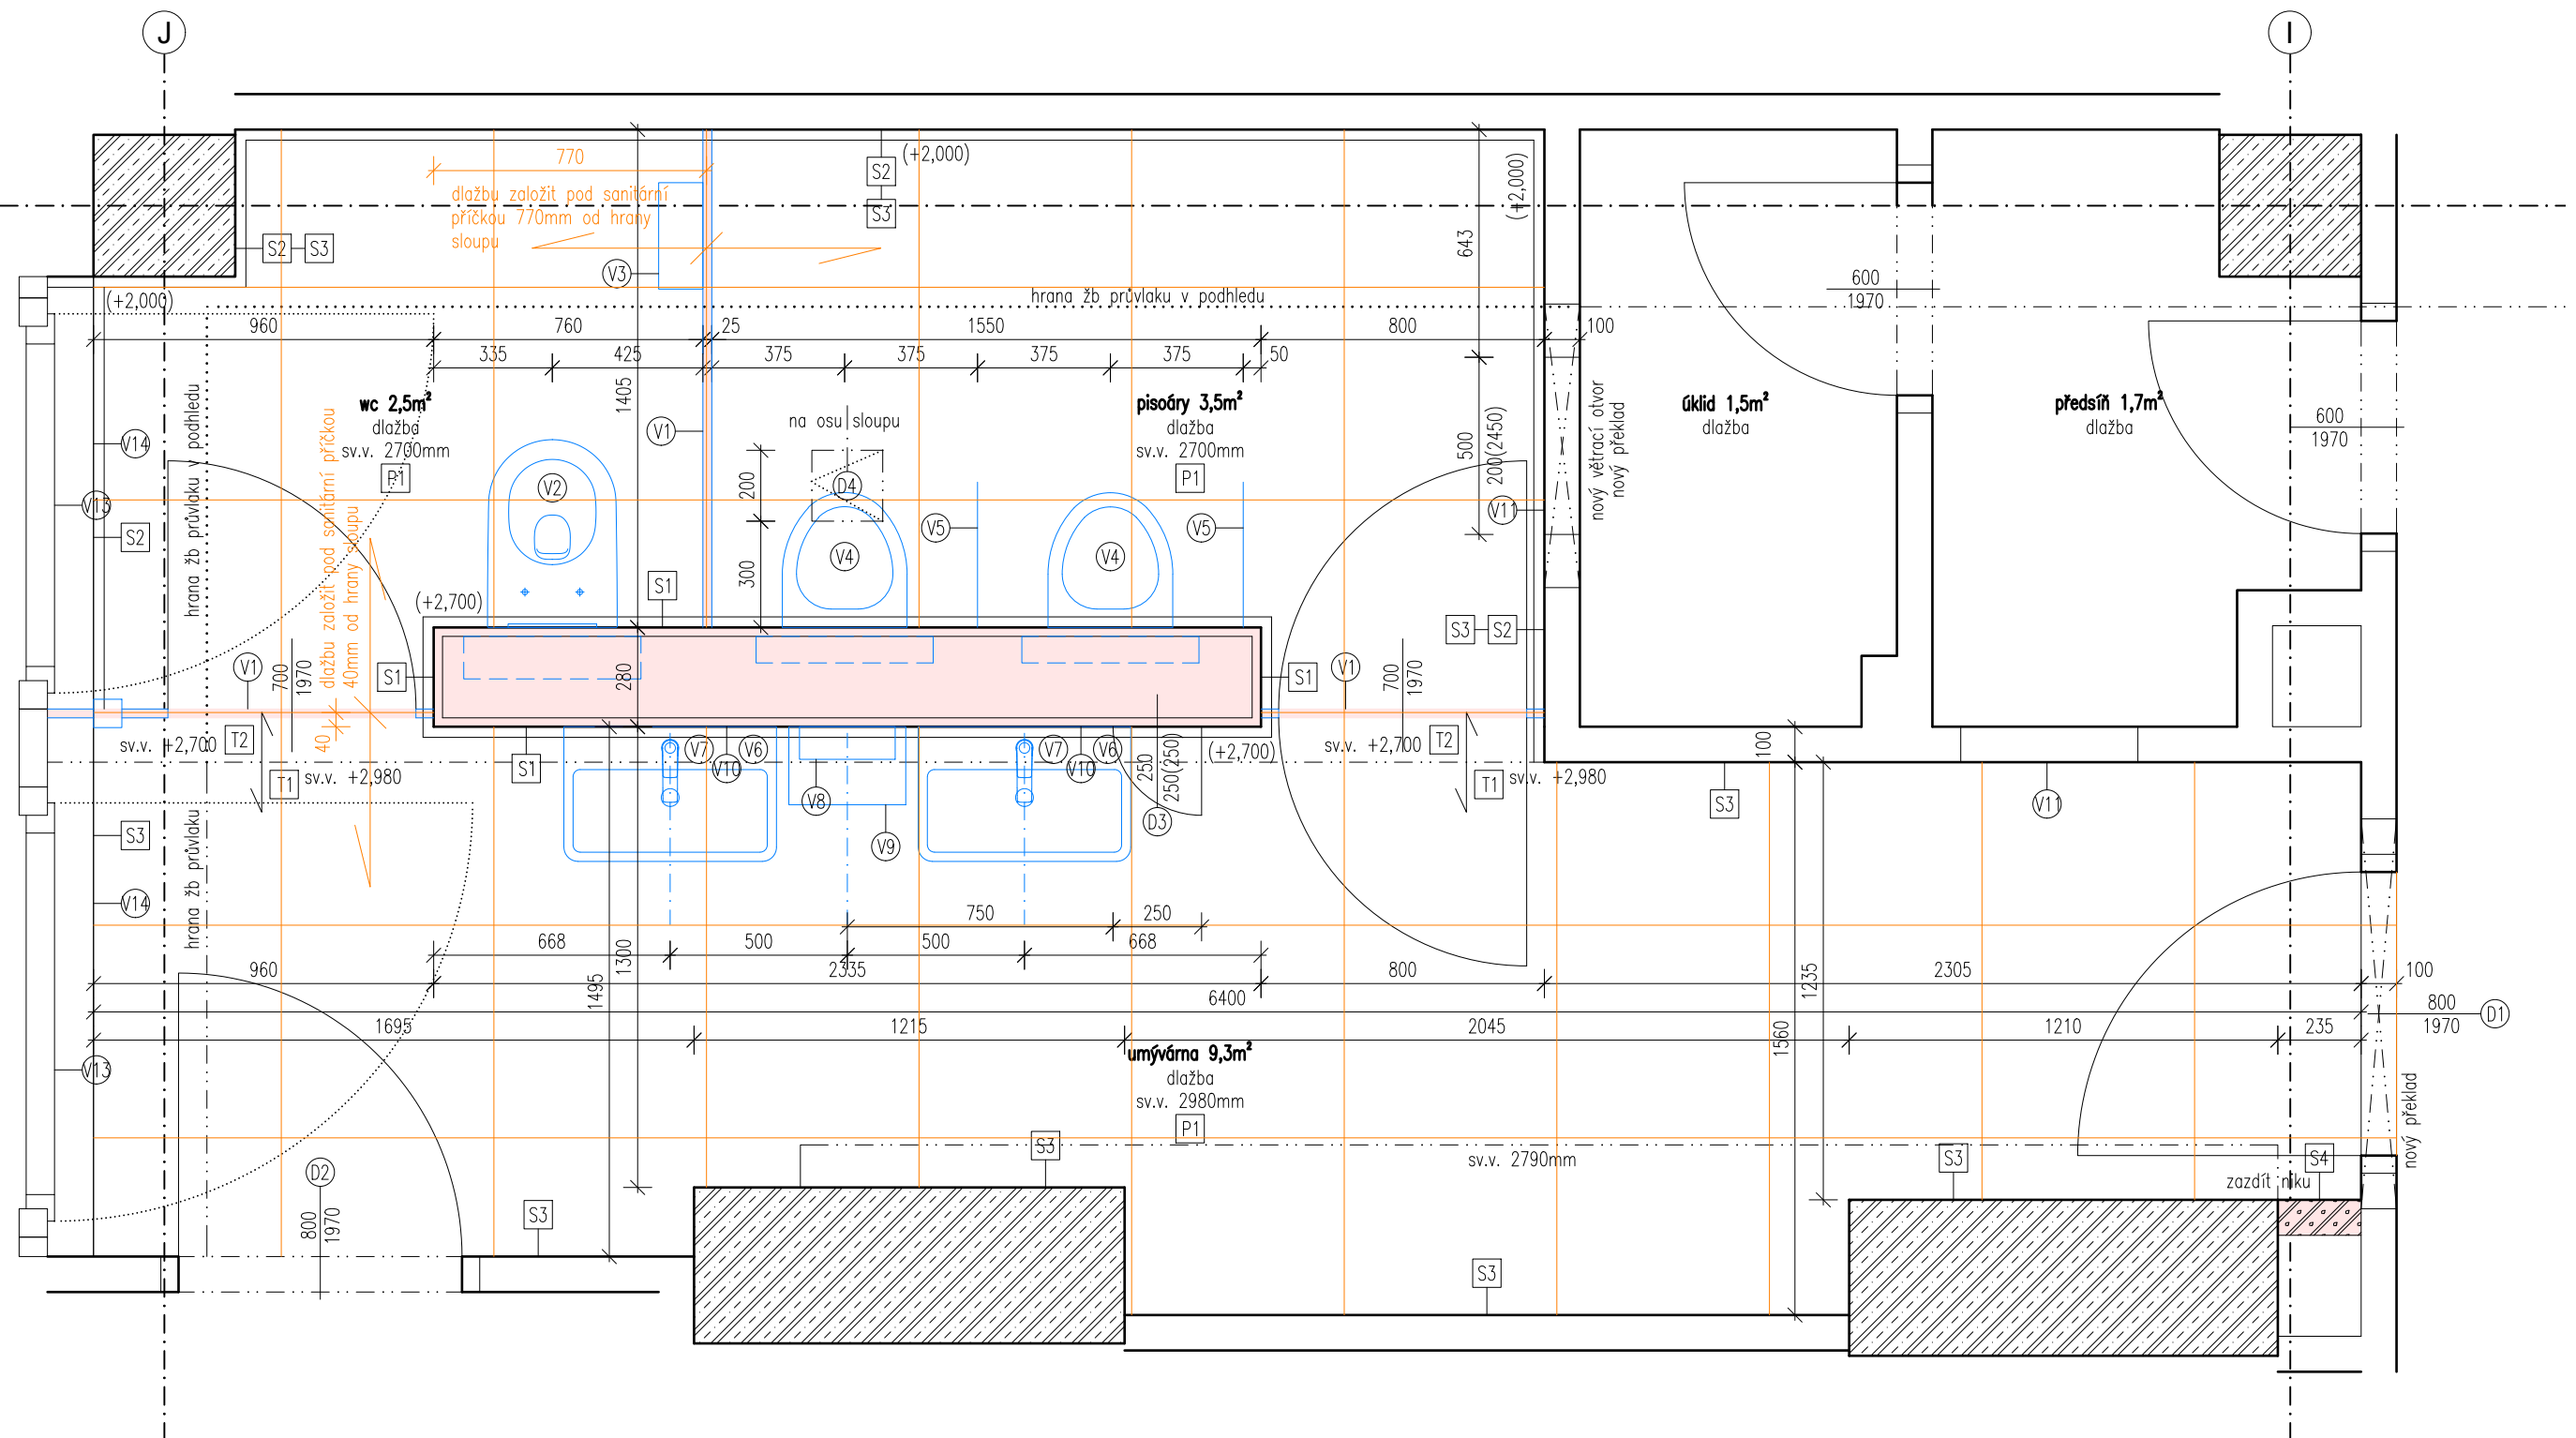 J
I
770
dlažbu založit pod sanitární
příčkou 770mm od hrany
sloupu
S2
S3
(+2,000)
(+2,000)
643
S2
S3
V3
(+2,000)
hrana žb průvlaku v podhledu
600
1970
960
760
25
1550
800
100
335
425
375
375
375
375
50
1405
hrana žb průvlaku v podhledu
wc 2,5m²
dlažba
sv.v. 2700mm
P1
pisoáry 3,5m²
dlažba
sv.v. 2700mm
P1
úklid 1,5m²
dlažba
předsíň 1,7m²
dlažba
600
1970
V14
V1
na osu sloupu
500
200(2450)
nový větrací otvor
nový překlad
dlažbu založit pod sanitární příčkou
40mm od hrany sloupu
V13
S2
V2
200
D4
V5
V5
V11
V4
V4
300
S1
(+2,700)
S3
S2
V1
700
1970
S1
280
S1
V1
700
1970
40
sv.v. +2,700
T2
T1
sv.v. +2,980
S1
V7
V6
V10
V8
V9
V7
V6
V10
250
250(250)
D3
(+2,700)
sv.v. +2,700
T2
T1
sv.v. +2,980
100
S3
V11
S3
hrana žb průvlaku
V14
750
250
668
500
500
668
1300
1495
960
2335
800
2305
100
6400
1235
1560
800
1970
D1
1695
1215
2045
1210
235
V13
umývárna 9,3m²
dlažba
sv.v. 2980mm
P1
nový překlad
S3
sv.v. 2790mm
S3
S4
zazdít niku
D2
800
1970
S3
S3